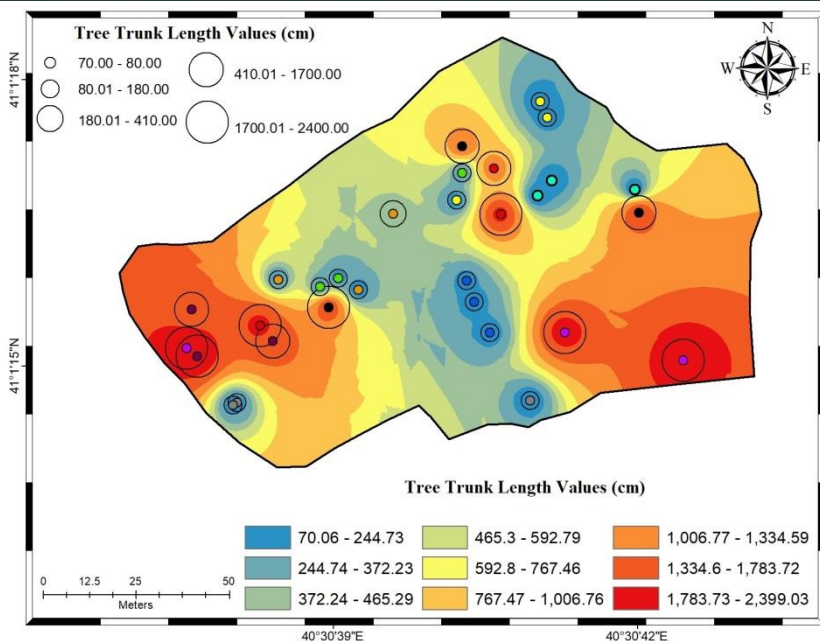 Tree Trunk Length Values (cm)
70.00 - 80.00
80.01 - 180.00
180.01 - 410.00
410.01 - 1700.00
1700.01 - 2400.00
N
W E
S
41°1'18"N
41°1'15"N
Tree Trunk Length Values (cm)
70.06 - 244.73
244.74 - 372.23
372.24 - 465.29
465.3 - 592.79
592.8 - 767.46
767.47 - 1,006.76
1,006.77 - 1,334.59
1,334.6 - 1,783.72
1,783.73 - 2,399.03
0 12.5 25 50
Meters
40°30'39"E 40°30'42"E